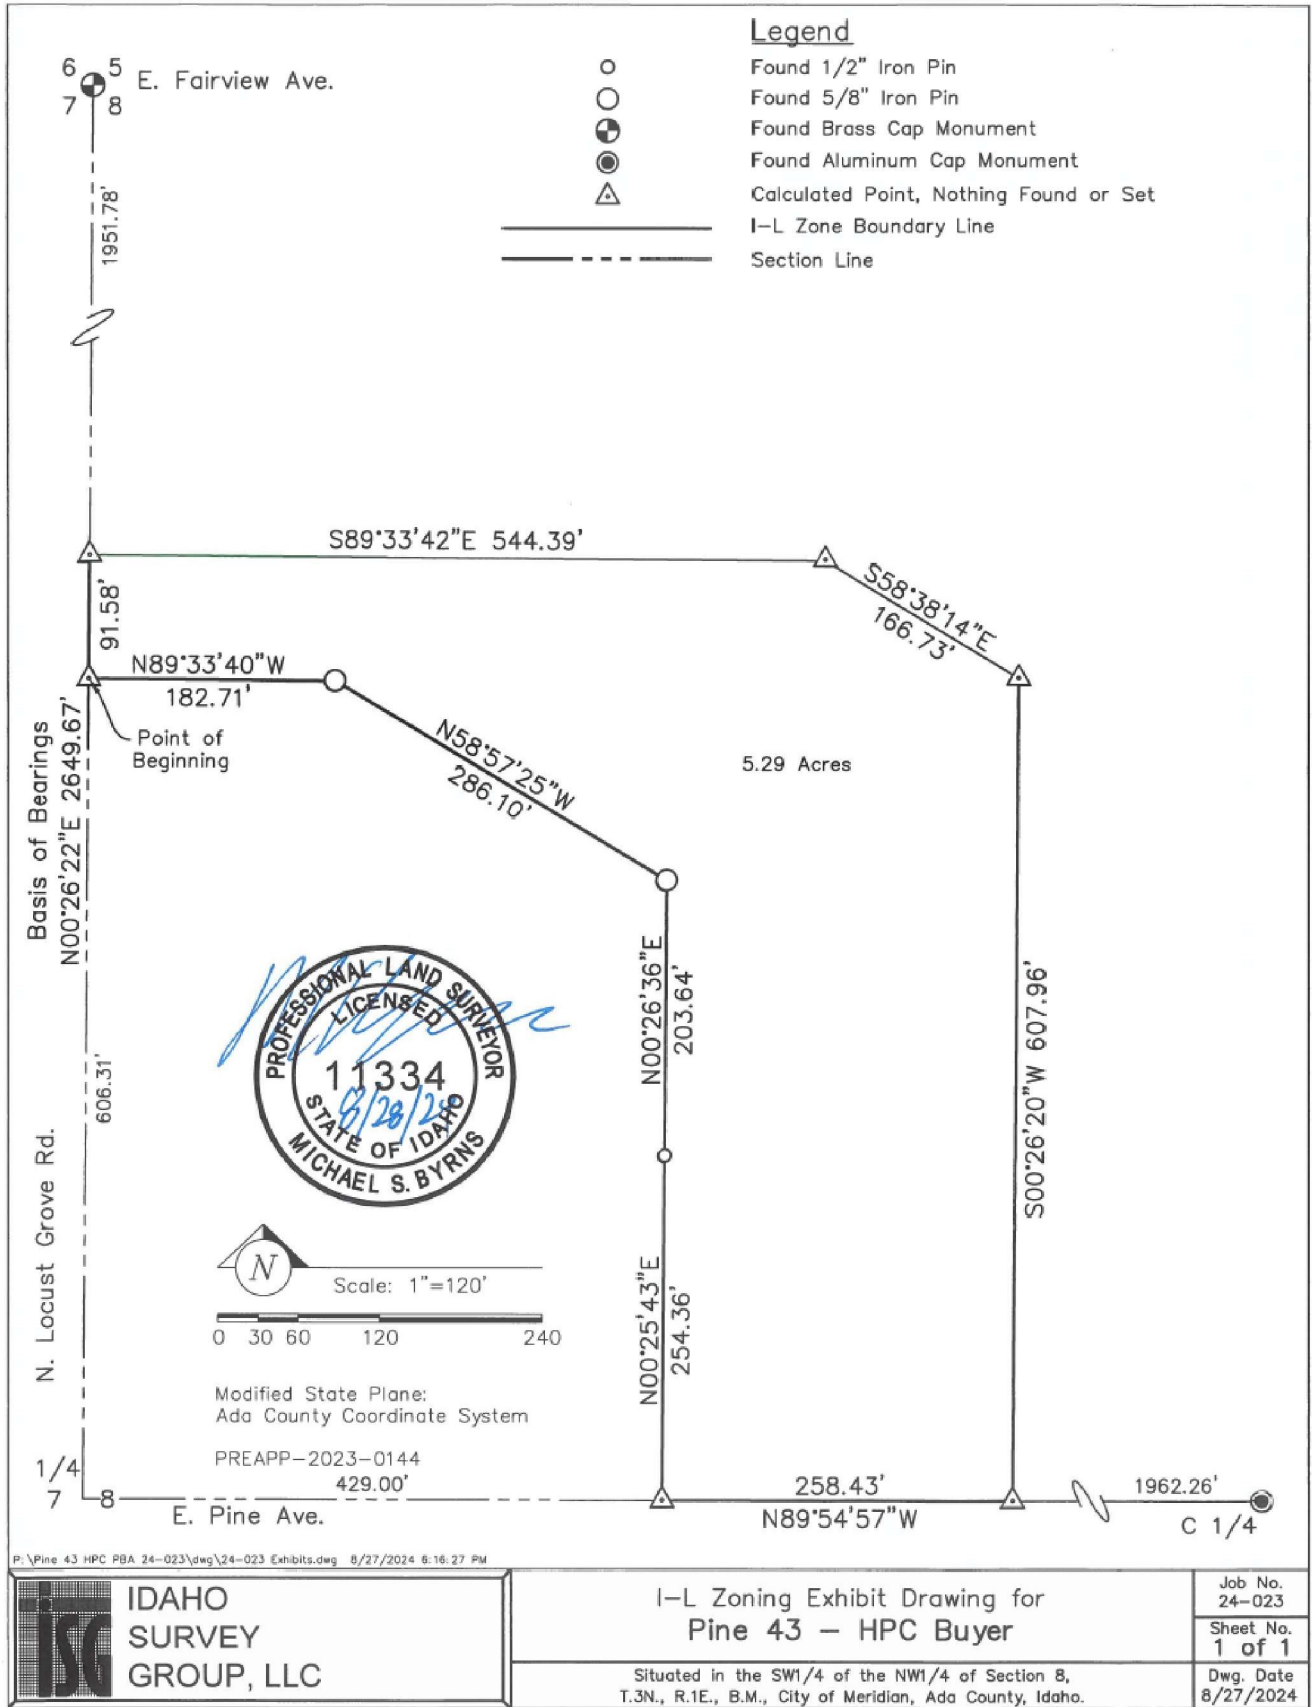 Legend
Found 1/2" Iron Pin
Found 5/8" Iron Pin
Found Brass Cap Monument
Found Aluminum Cap Monument
Calculated Point, Nothing Found or Set
I-L Zone Boundary Line
Section Line
6 5
7 8
E. Fairview Ave.
1951.78'
S89°33'42"E 544.39'
S58°38'14"E
166.73'
91.58'
N89°33'40"W
182.71'
Point of
Beginning
N58°57'25"W
286.10'
5.29 Acres
Basis of Bearings
N00°26'22"E 2649.67'
N00°26'36"E
203.64'
S00°26'20"W 607.96'
606.31'
N. Locust Grove Rd.
PROFESSIONAL LAND SURVEYOR
LICENSED
11334
8/28/24
STATE OF IDAHO
MICHAEL S. BYRNS
N
Scale: 1"=120'
0 30 60 120 240
N00°25'43"E
254.36'
Modified State Plane:
Ada County Coordinate System
PREAPP-2023-0144
429.00'
1/4
7 8
E. Pine Ave.
258.43'
N89°54'57"W
1962.26'
C 1/4
P:\Pine 43 HPC PBA 24-023\dwg\24-023 Exhibits.dwg 8/27/2024 6:16:27 PM
isg
IDAHO
SURVEY
GROUP, LLC
I-L Zoning Exhibit Drawing for
Pine 43 - HPC Buyer
Situated in the SW1/4 of the NW1/4 of Section 8,
T.3N., R.1E., B.M., City of Meridian, Ada County, Idaho.
Job No.
24-023
Sheet No.
1 of 1
Dwg. Date
8/27/2024